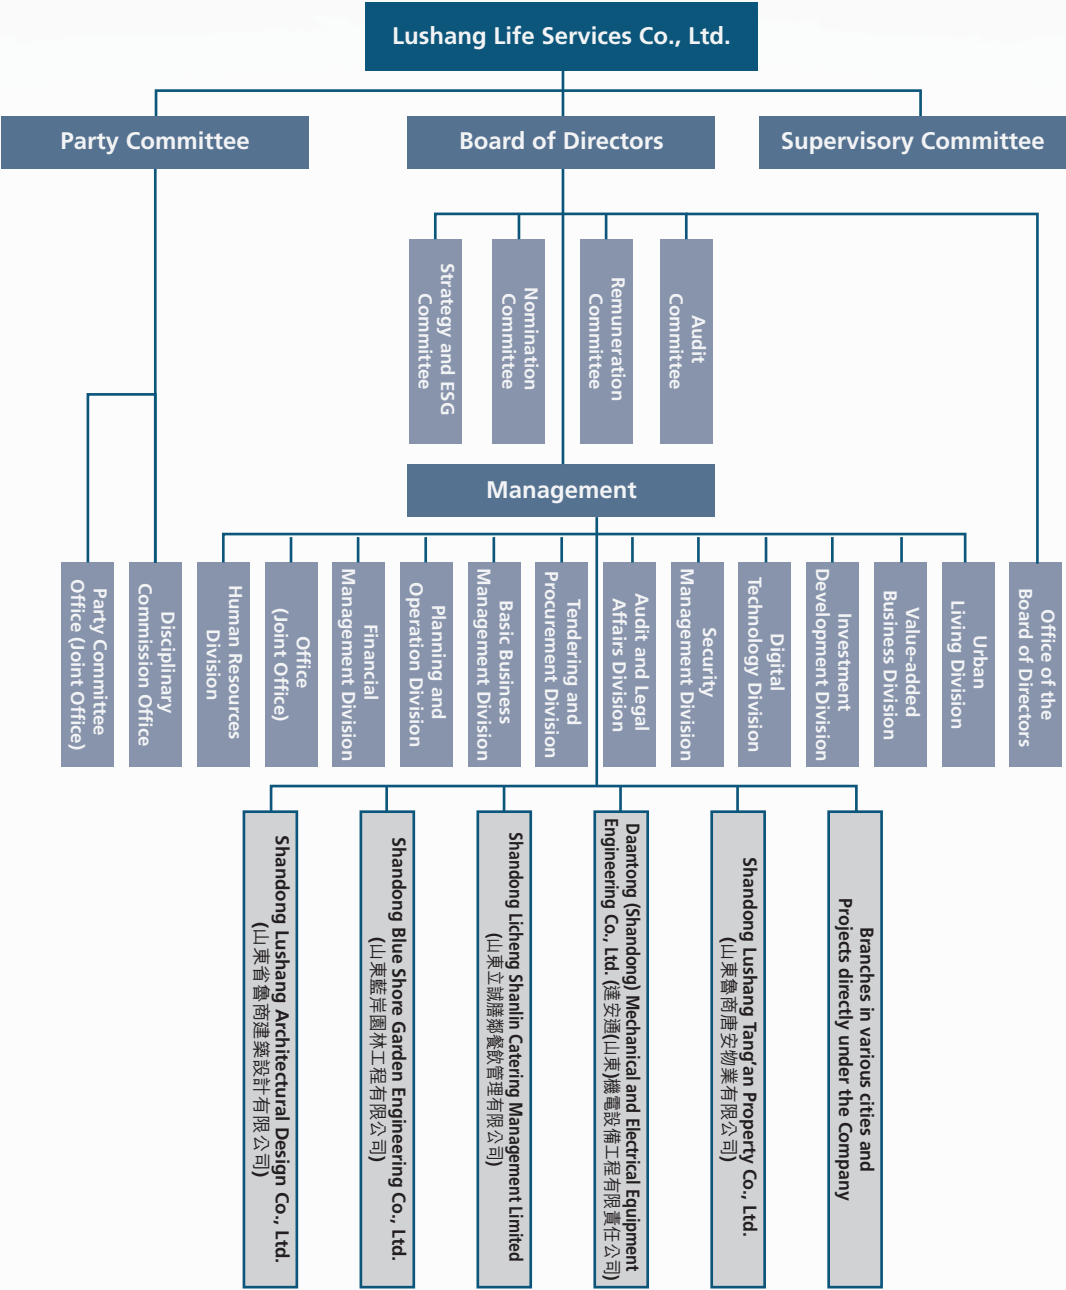 Lushang Life Services Co., Ltd.
Party Committee
Board of Directors
Supervisory Committee
Strategy and ESG
Committee
Nomination
Committee
Remuneration
Committee
Audit
Committee
Management
Party Committee
Office (Joint Office)
Disciplinary
Commission Office
Human Resources
Division
Office
(Joint Office)
Financial
Management Division
Planning and
Operation Division
Basic Business
Management Division
Tendering and
Procurement Division
Audit and Legal
Affairs Division
Security
Management Division
Digital
Technology Division
Investment
Development Division
Value-added
Business Division
Urban
Living Division
Office of the
Board of Directors
Shandong Lushang Architectural Design Co., Ltd.
(山東省魯商建築設計有限公司)
Shandong Blue Shore Garden Engineering Co., Ltd.
(山東藍岸園林工程有限公司)
Shandong Licheng Shanlin Catering Management Limited
(山東立誠膳鄰餐飲管理有限公司)
Daantong (Shandong) Mechanical and Electrical Equipment
Engineering Co., Ltd. (達安通(山東)機電設備工程有限責任公司)
Shandong Lushang Tang’an Property Co., Ltd.
(山東魯商唐安物業有限公司)
Branches in various cities and
Projects directly under the Company